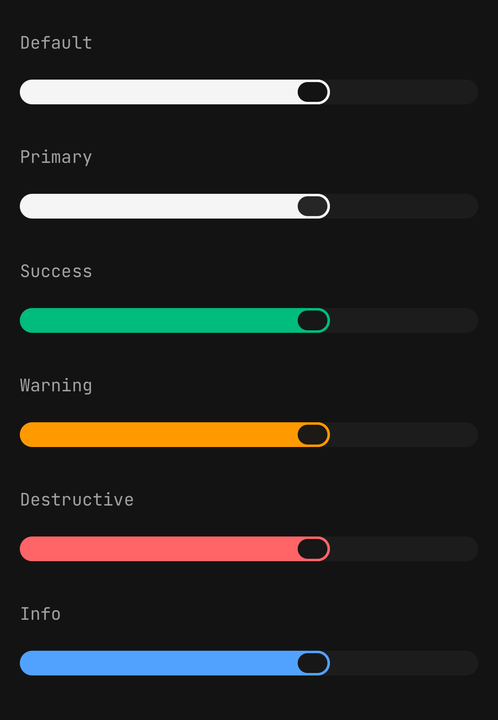 Default
Primary
Success
Warning
Destructive
Info